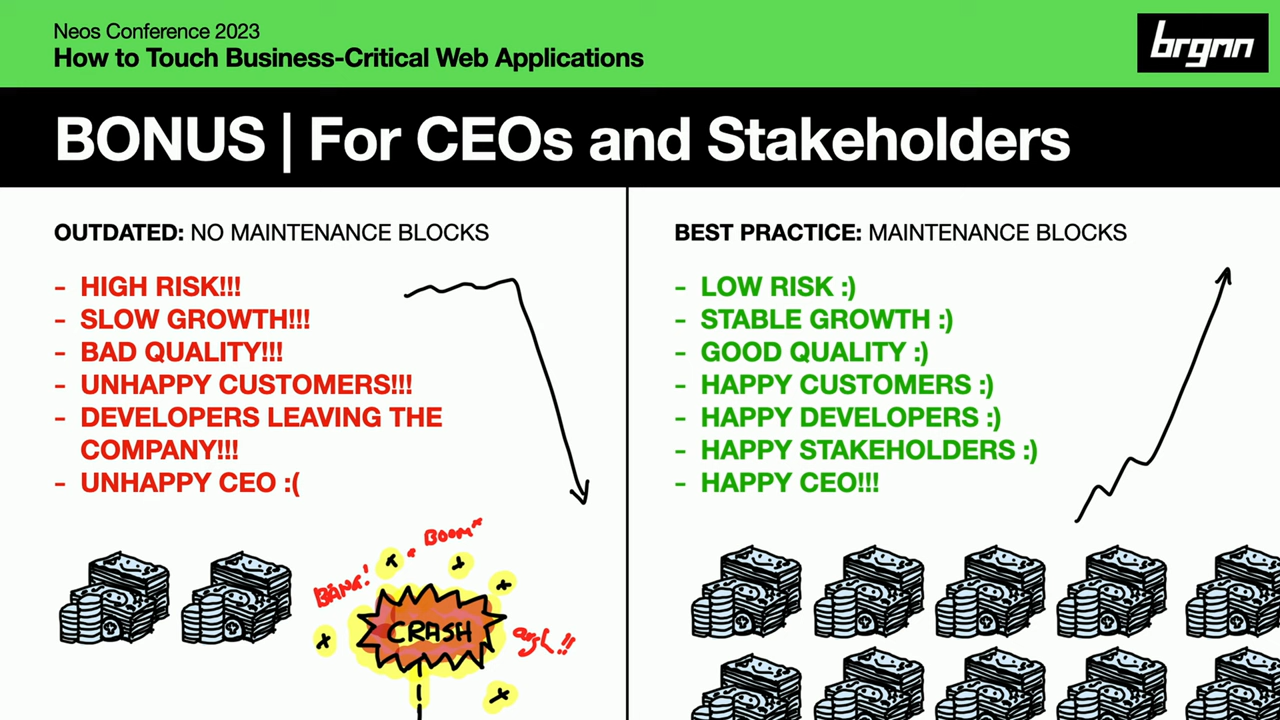 Neos Conference 2023
How to Touch Business-Critical Web Applications
brgnn
BONUS | For CEOs and Stakeholders
OUTDATED: NO MAINTENANCE BLOCKS
- HIGH RISK!!!
- SLOW GROWTH!!!
- BAD QUALITY!!!
- UNHAPPY CUSTOMERS!!!
- DEVELOPERS LEAVING THE
COMPANY!!!
- UNHAPPY CEO :(
"BOOM"
BÄNG!
CRASH
BEST PRACTICE: MAINTENANCE BLOCKS
- LOW RISK :)
- STABLE GROWTH :)
- GOOD QUALITY :)
- HAPPY CUSTOMERS :)
- HAPPY DEVELOPERS :)
- HAPPY STAKEHOLDERS :)
- HAPPY CEO!!!